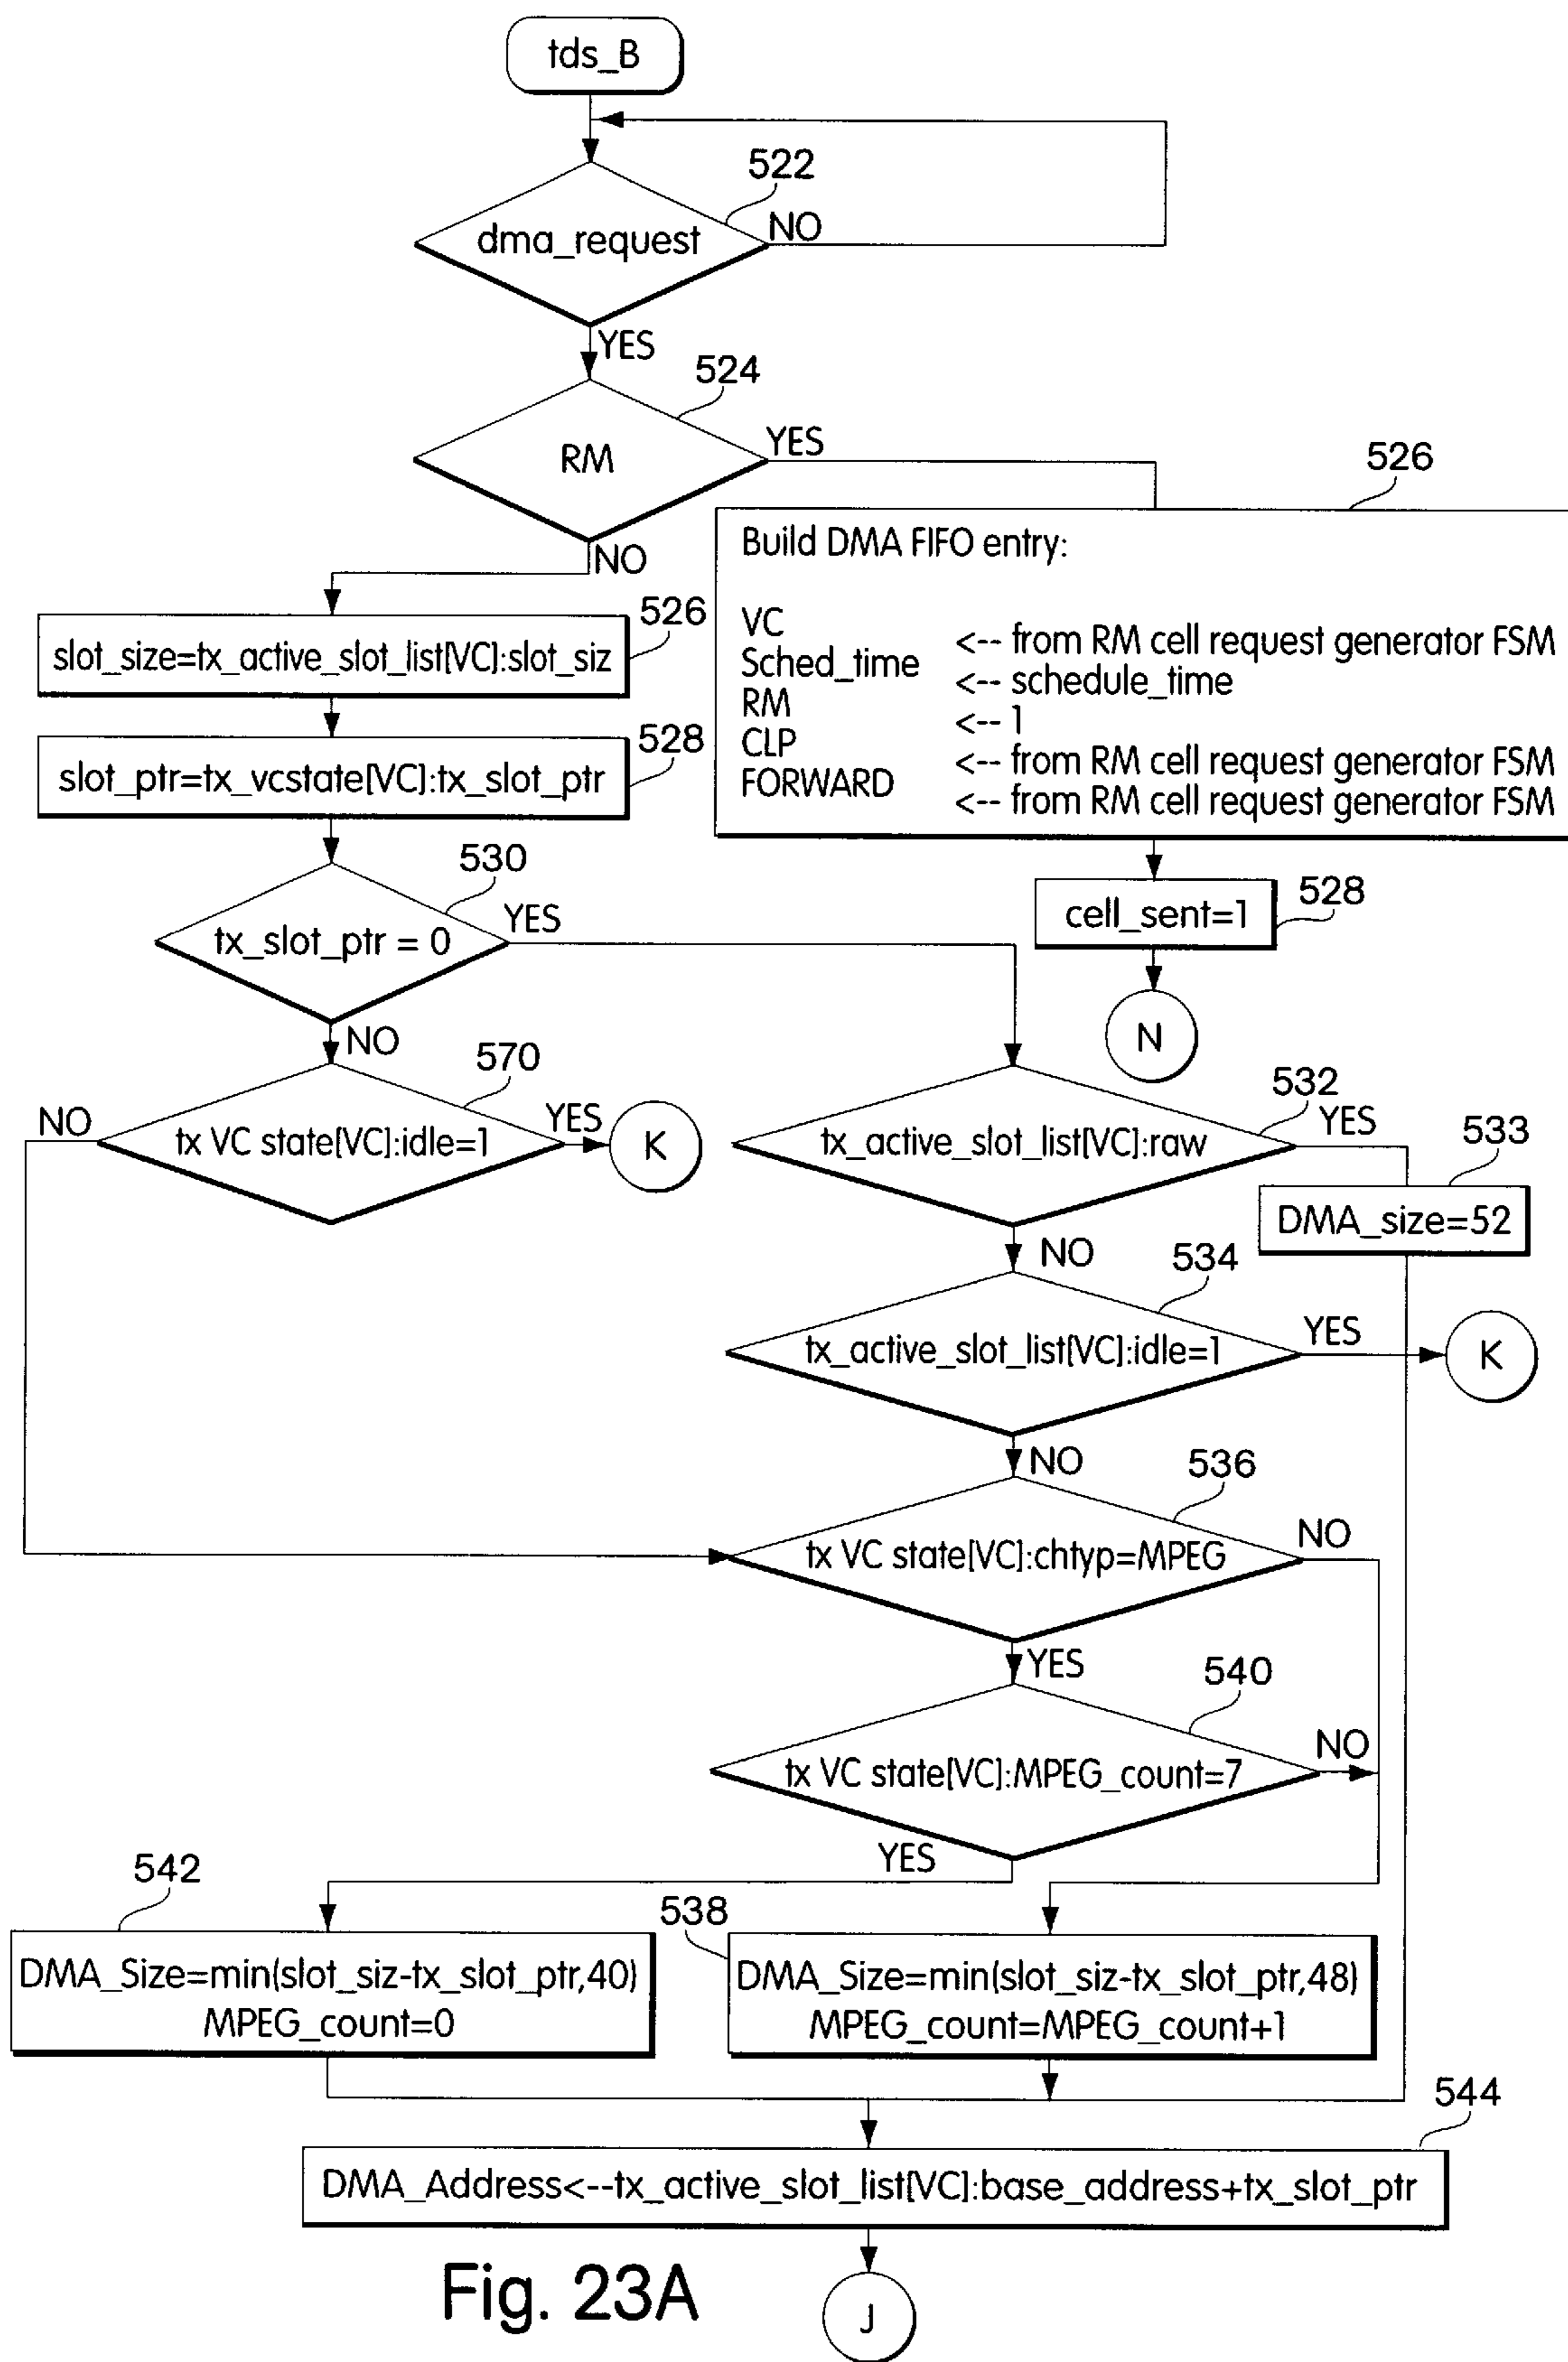 tds_B
522
dma_request
NO
YES
524
RM
YES
NO
526
Build DMA FIFO entry:
VC <-- from RM cell request generator FSM
Sched_time <-- schedule_time
RM <-- 1
CLP <-- from RM cell request generator FSM
FORWARD <-- from RM cell request generator FSM
526
slot_size=tx_active_slot_list[VC]:slot_siz
528
slot_ptr=tx_vcstate[VC]:tx_slot_ptr
528
cell_sent=1
N
530
tx_slot_ptr = 0
YES
NO
570
NO
tx VC state[VC]:idle=1
YES
K
532
tx_active_slot_list[VC]:raw
YES
533
DMA_size=52
NO
534
tx_active_slot_list[VC]:idle=1
YES
K
NO
536
tx VC state[VC]:chtyp=MPEG
NO
YES
540
tx VC state[VC]:MPEG_count=7
NO
YES
542
DMA_Size=min(slot_siz-tx_slot_ptr,40)
MPEG_count=0
538
DMA_Size=min(slot_siz-tx_slot_ptr,48)
MPEG_count=MPEG_count+1
544
DMA_Address<--tx_active_slot_list[VC]:base_address+tx_slot_ptr
J
Fig. 23A